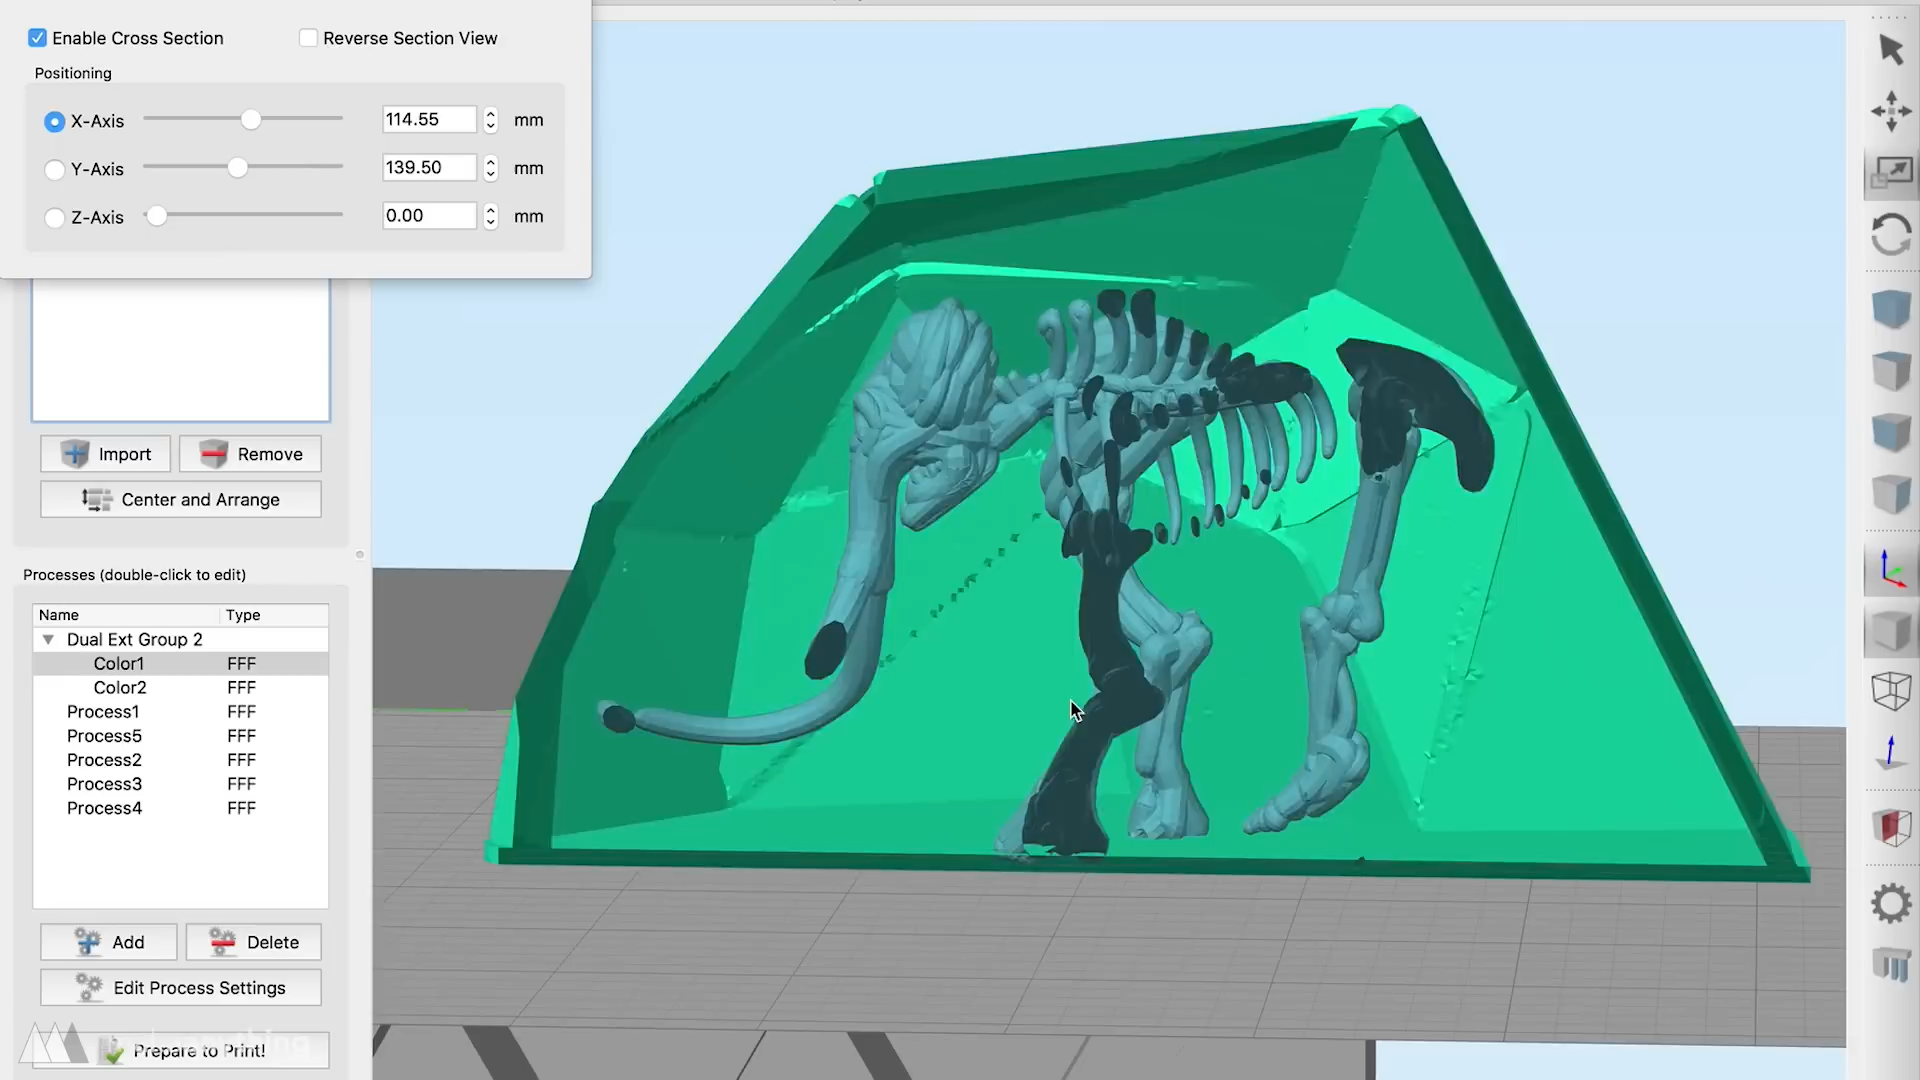 Enable Cross Section
Reverse Section View
Positioning
X-Axis 114.55 mm
Y-Axis 139.50 mm
Z-Axis 0.00 mm
Import
Remove
Center and Arrange
Processes (double-click to edit)
Name Type
Dual Ext Group 2
Color1 FFF
Color2 FFF
Process1 FFF
Process5 FFF
Process2 FFF
Process3 FFF
Process4 FFF
Add
Delete
Edit Process Settings
Prepare to Print!